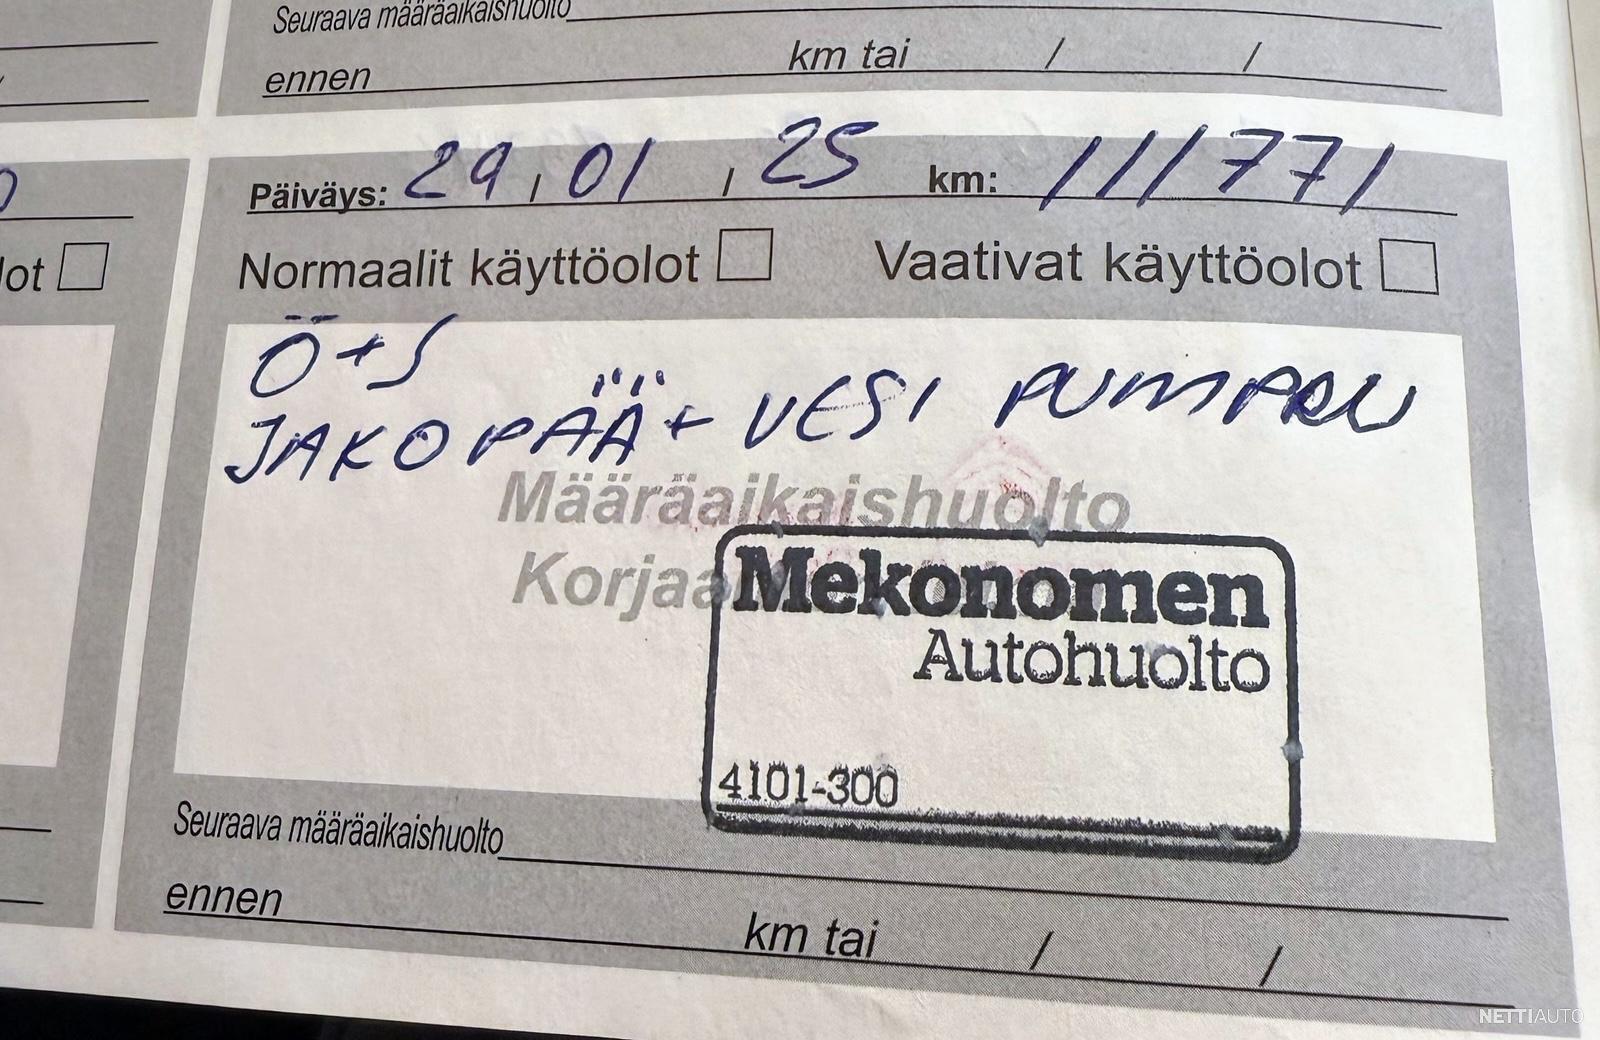 Seuraava määräaikaishuolto
ennen km tai / /
Päiväys: 29 / 01 / 25 km: 111771
Normaalit käyttöolot Vaativat käyttöolot
lot
Ö+S
JAKOPÄÄ + VESI PUMPPU
Määräaikaishuolto
Mekonomen
Autohuolto
4101-300
Seuraava määräaikaishuolto
ennen km tai / /
NETTIAUTO